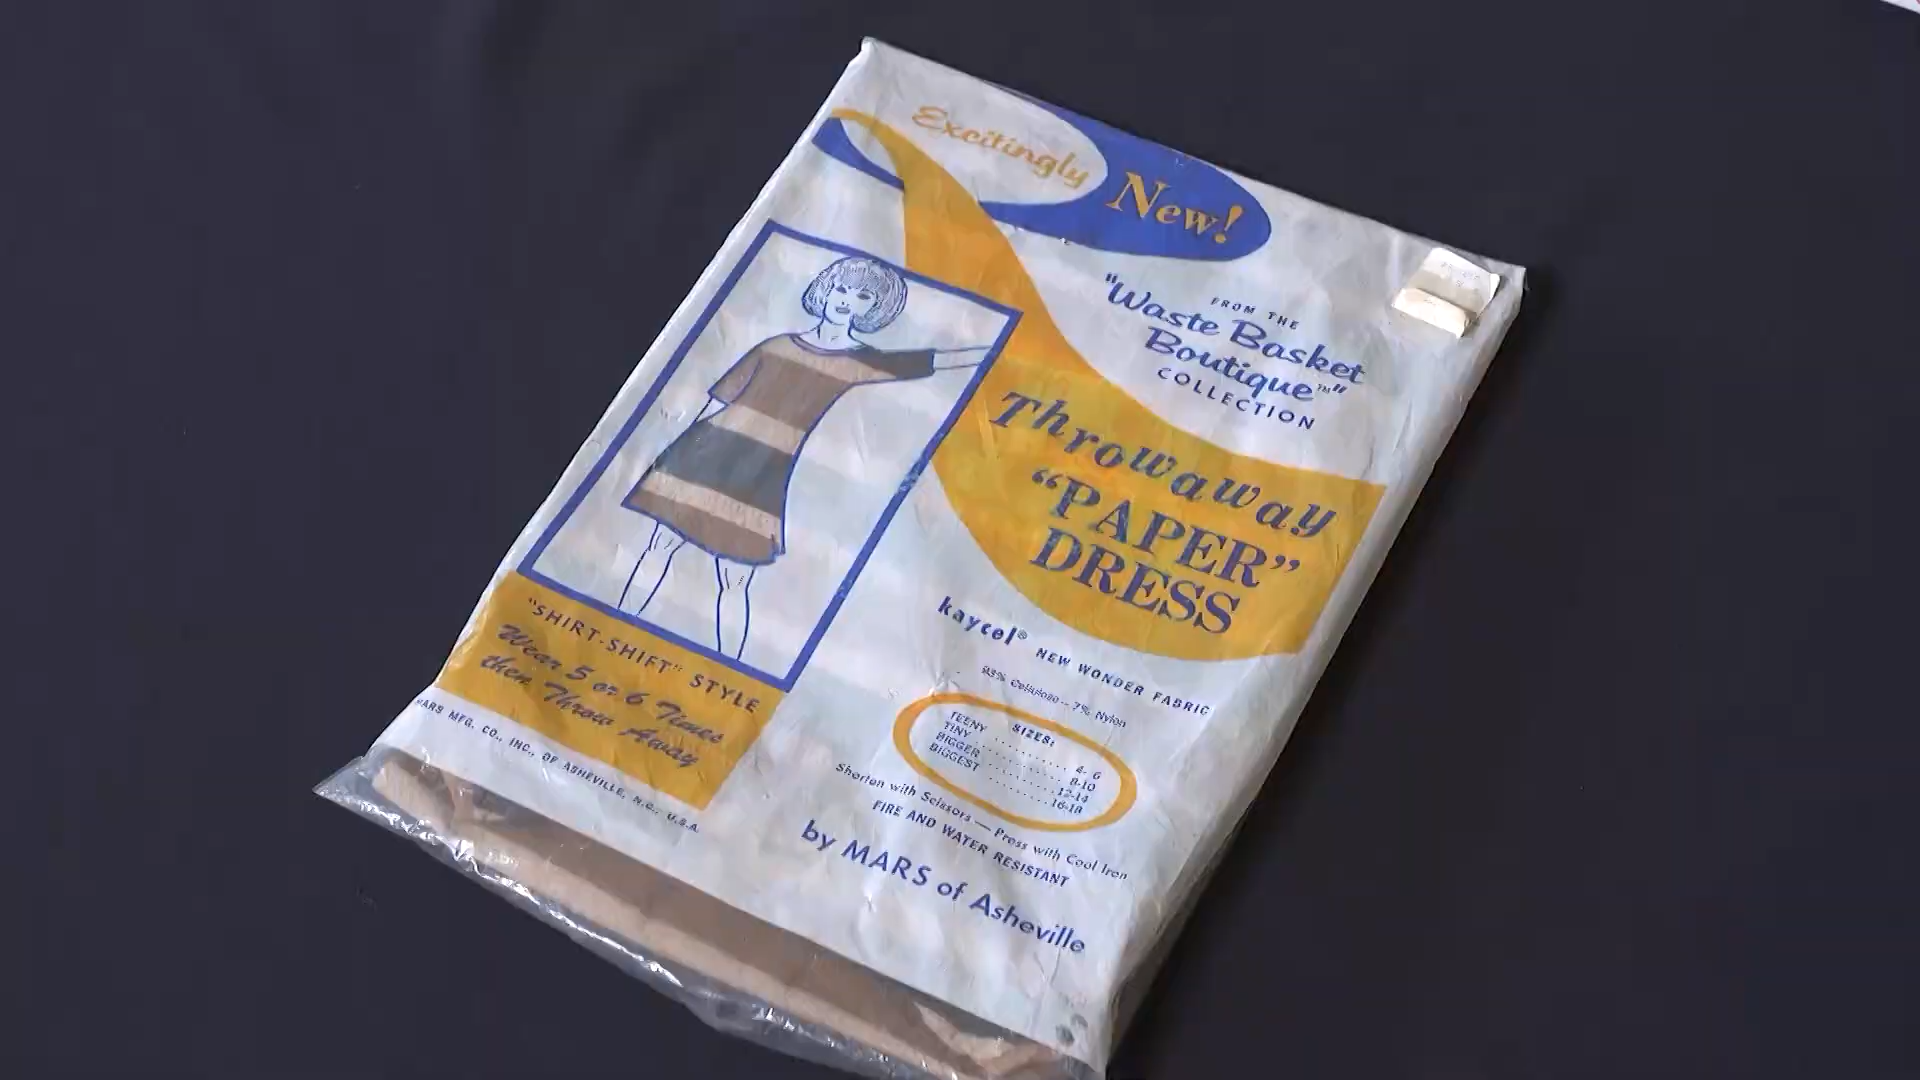 Excitingly
New!
FROM THE
"Waste Basket
Boutique™"
COLLECTION
Throwaway
“PAPER”
DRESS
kaycel® NEW WONDER FABRIC
93% Cellulose -- 7% Nylon
SIZES:
TEENY .......... 4- 6
TINY .......... 8-10
BIGGER .......... 12-14
BIGGEST .......... 16-18
Shorten with Scissors — Press with Cool Iron
FIRE AND WATER RESISTANT
by MARS of Asheville
"SHIRT-SHIFT" STYLE
Wear 5 or 6 Times
then Throw Away
MARS MFG. CO., INC., OF ASHEVILLE, N.C., U.S.A.